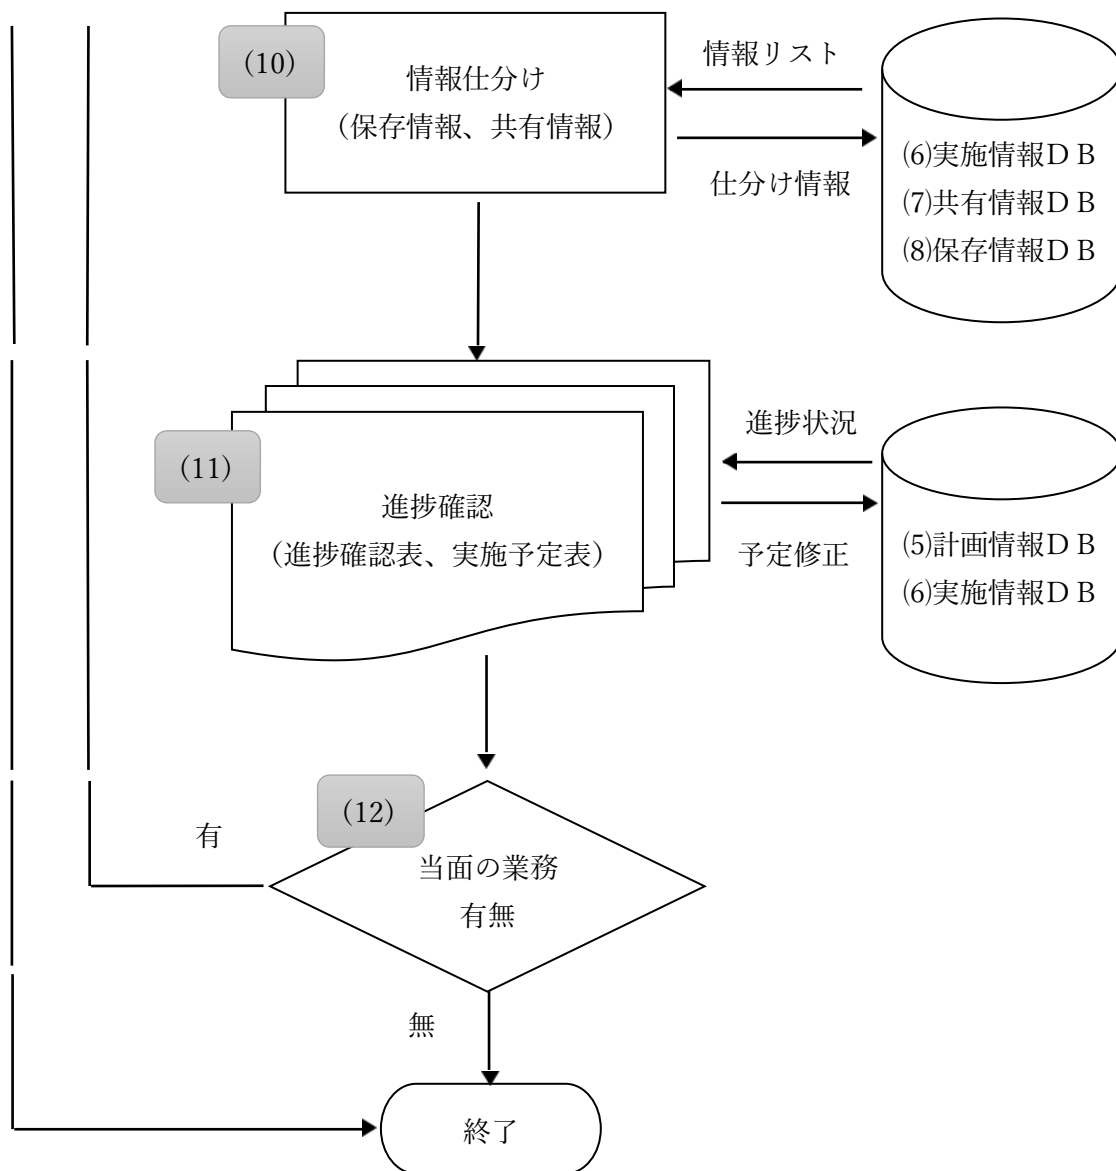 (10)
情報仕分け
（保存情報、共有情報）
情報リスト
仕分け情報
⑹実施情報ＤＢ
⑺共有情報ＤＢ
⑻保存情報ＤＢ
(11)
進捗確認
（進捗確認表、実施予定表）
進捗状況
予定修正
⑸計画情報ＤＢ
⑹実施情報ＤＢ
(12)
当面の業務
有無
有
無
終了